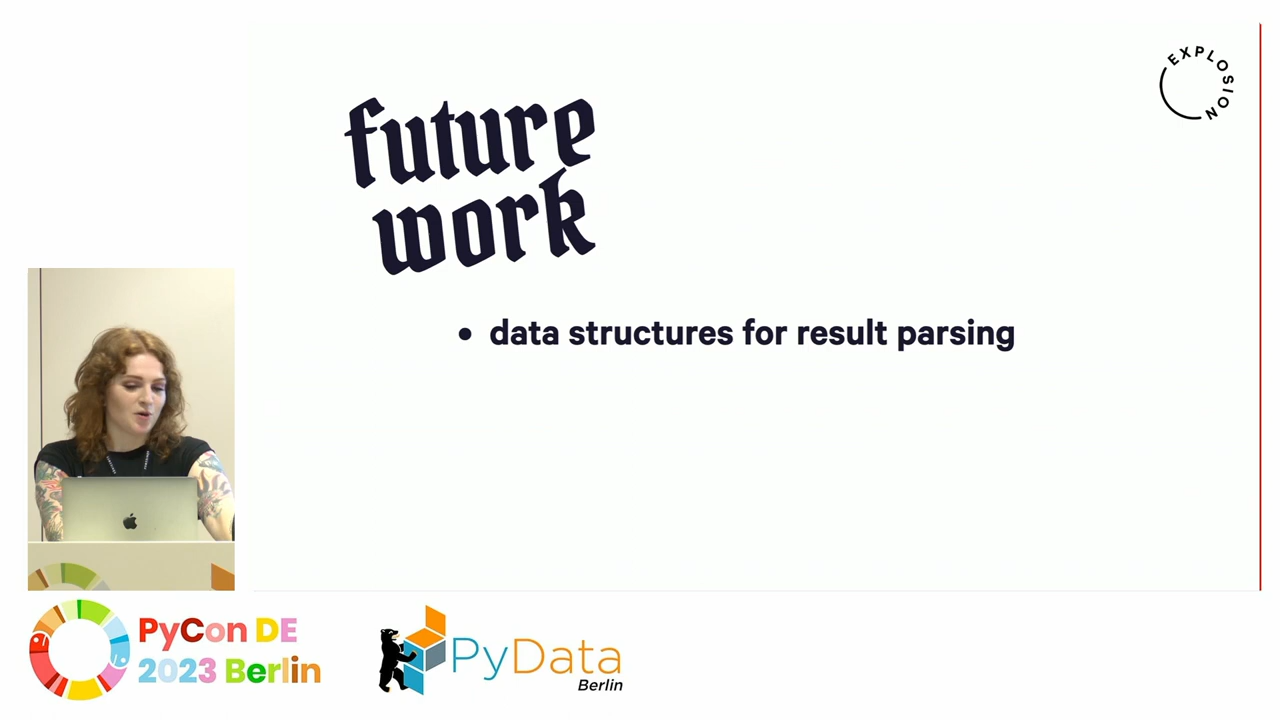 EXPLOSION
future
work
• data structures for result parsing
PyCon DE
2023 Berlin
PyData
Berlin